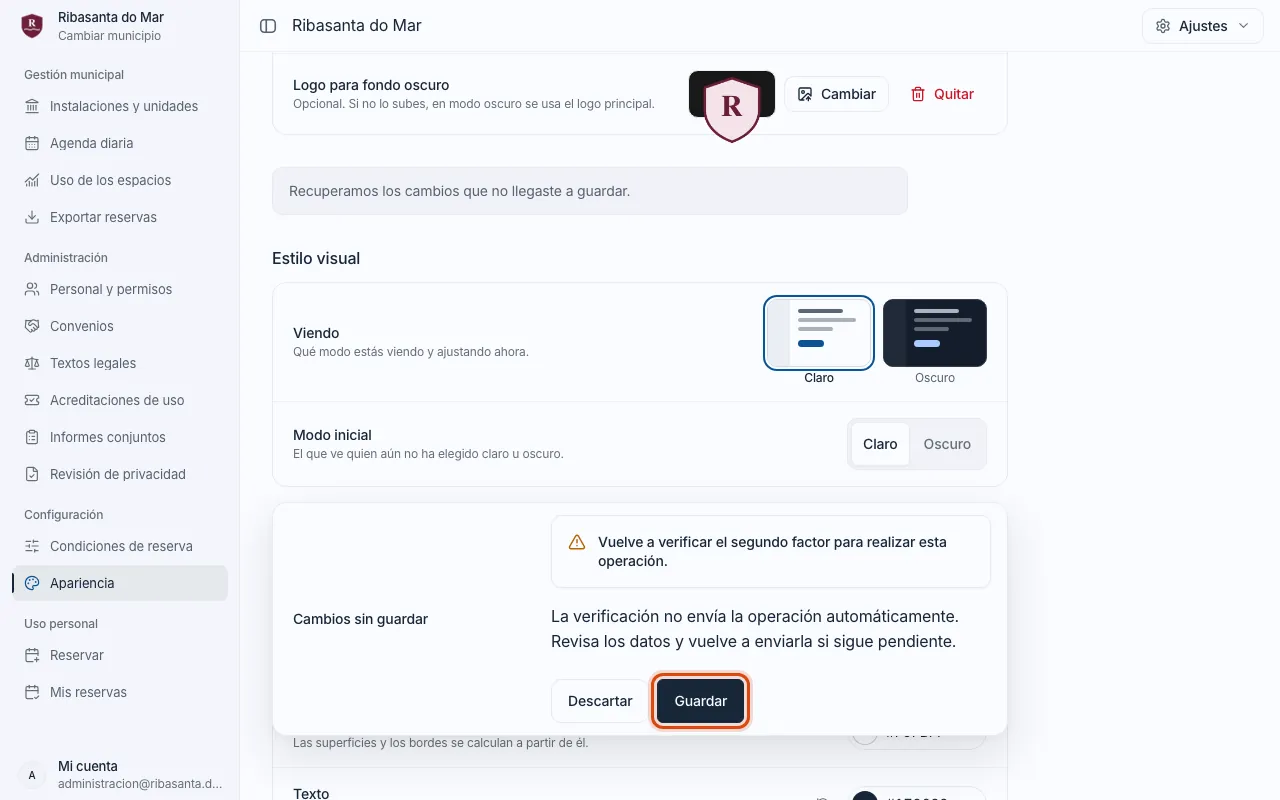 R
Ribasanta do Mar
Cambiar municipio
Gestión municipal
Instalaciones y unidades
Agenda diaria
Uso de los espacios
Exportar reservas
Administración
Personal y permisos
Convenios
Textos legales
Acreditaciones de uso
Informes conjuntos
Revisión de privacidad
Configuración
Condiciones de reserva
Apariencia
Uso personal
Reservar
Mis reservas
A
Mi cuenta
administracion@ribasanta.d...
Ribasanta do Mar
Ajustes
Logo para fondo oscuro
Opcional. Si no lo subes, en modo oscuro se usa el logo principal.
R
Cambiar
Quitar
Recuperamos los cambios que no llegaste a guardar.
Estilo visual
Viendo
Qué modo estás viendo y ajustando ahora.
Claro
Oscuro
Modo inicial
El que ve quien aún no ha elegido claro u oscuro.
Claro
Oscuro
Vuelve a verificar el segundo factor para realizar esta
operación.
Cambios sin guardar
La verificación no envía la operación automáticamente.
Revisa los datos y vuelve a enviarla si sigue pendiente.
Descartar
Guardar
Las superficies y los bordes se calculan a partir de él.
Texto